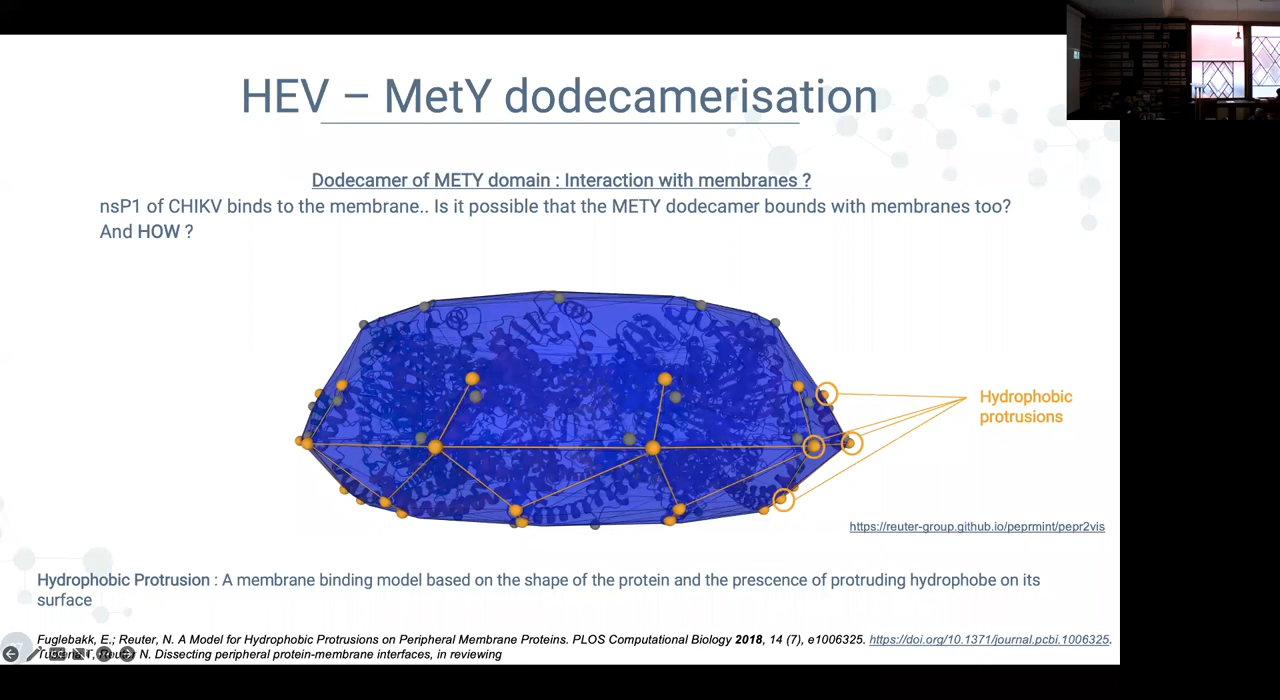 HEV – MetY dodecamerisation
Dodecamer of METY domain : Interaction with membranes ?
nsP1 of CHIKV binds to the membrane.. Is it possible that the METY dodecamer bounds with membranes too?
And HOW ?
Hydrophobic
protrusions
https://reuter-group.github.io/peprmint/pepr2vis
Hydrophobic Protrusion : A membrane binding model based on the shape of the protein and the prescence of protruding hydrophobe on its
surface
Fuglebakk, E.; Reuter, N. A Model for Hydrophobic Protrusions on Peripheral Membrane Proteins. PLOS Computational Biology 2018, 14 (7), e1006325. https://doi.org/10.1371/journal.pcbi.1006325.
N. Dissecting peripheral protein-membrane interfaces, in reviewing